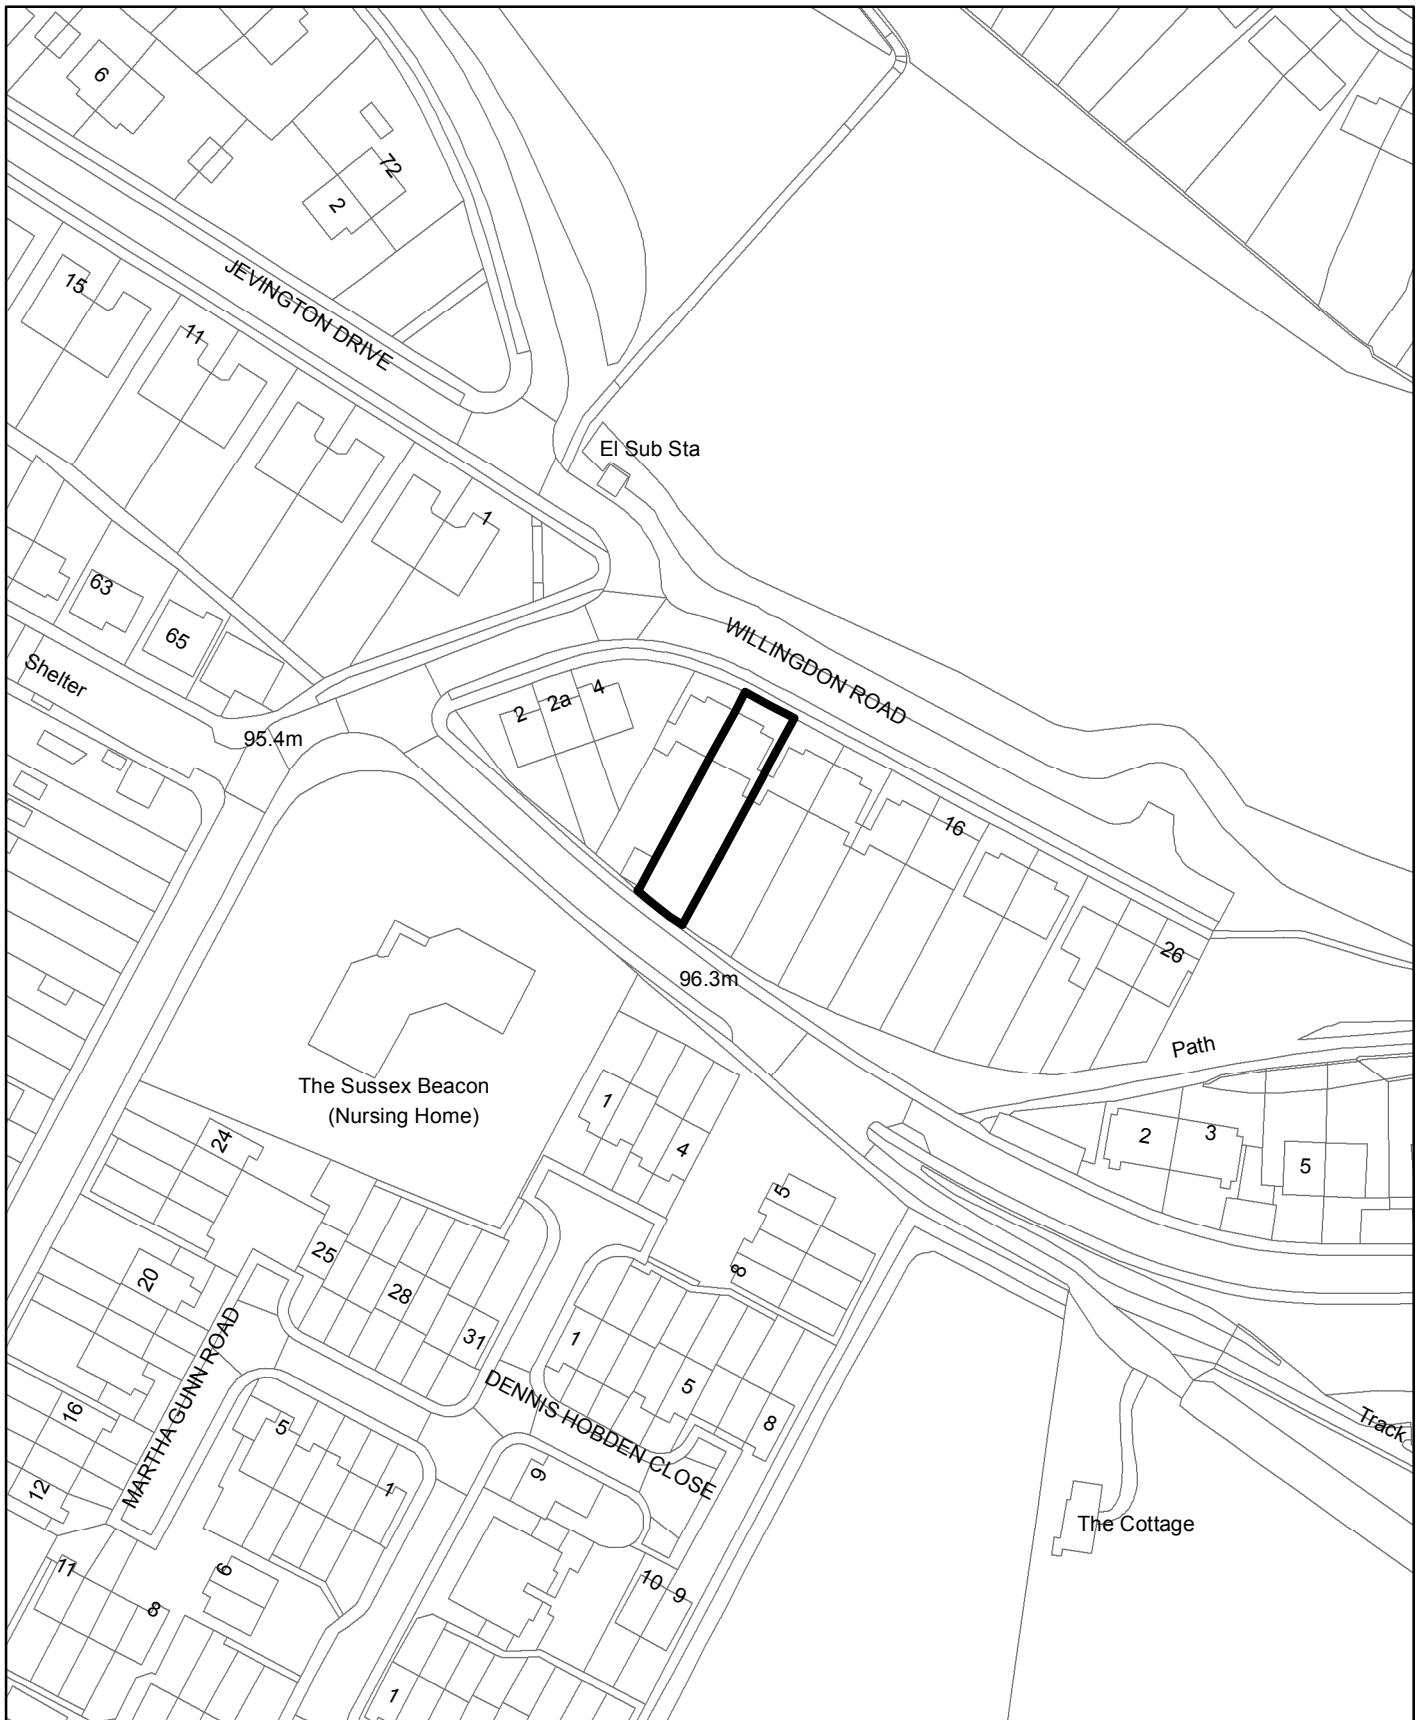 6
72
2
JEVINGTON DRIVE
15
11
El Sub Sta
1
63
65
WILLINGDON ROAD
Shelter
2
2a
4
95.4m
16
26
96.3m
Path
The Sussex Beacon
(Nursing Home)
1
4
2
3
5
24
5
25
20
28
8
31
1
5
8
MARTHA GUNN ROAD
DENNIS HOBDEN CLOSE
16
5
1
12
9
Track
The Cottage
11
6
8
10
9
1